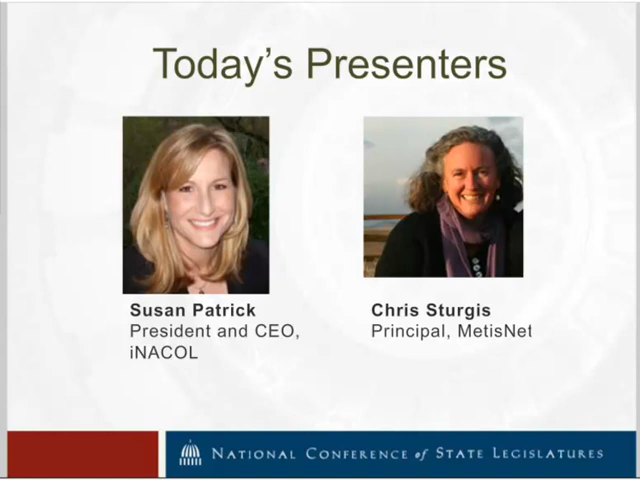 Today's Presenters
Susan Patrick
President and CEO,
iNACOL
Chris Sturgis
Principal, MetisNet
NATIONAL CONFERENCE of STATE LEGISLATURES